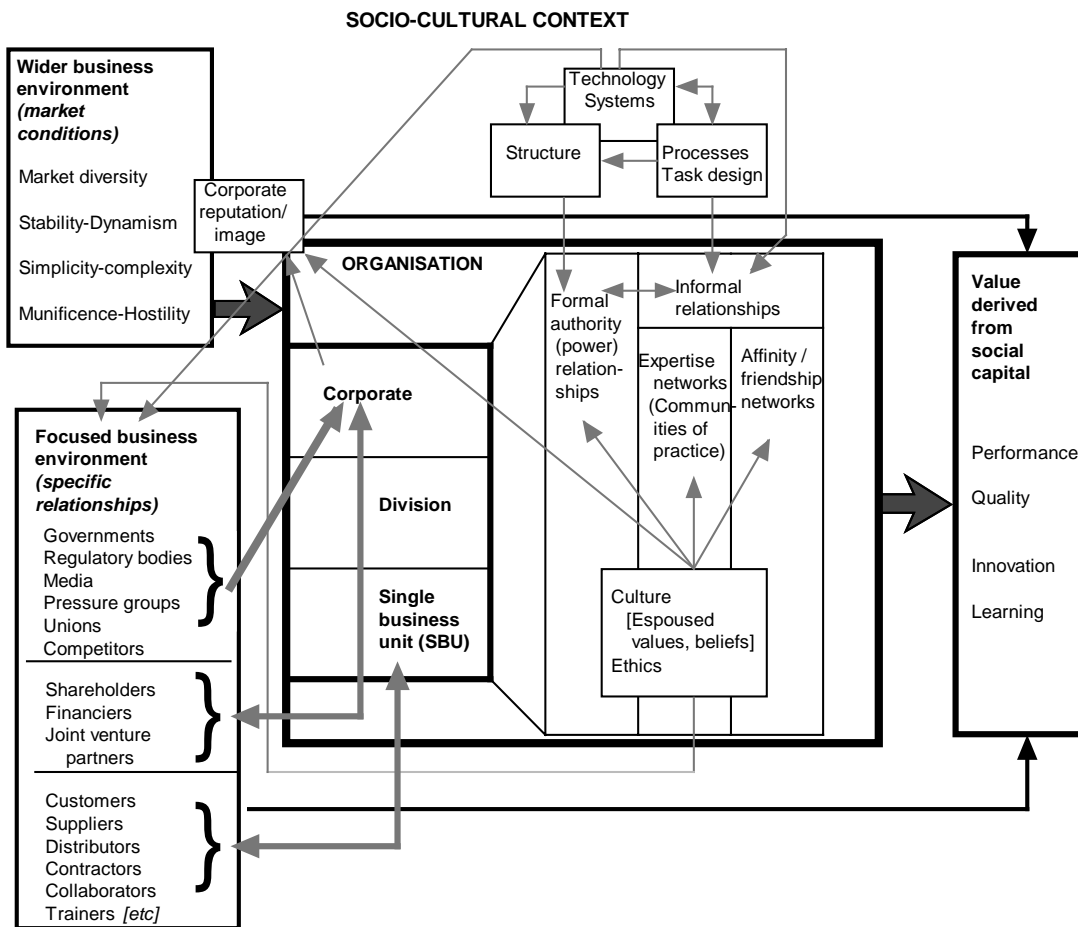 SOCIO-CULTURAL CONTEXT
Wider business
environment
(market
conditions)
Market diversity
Stability-Dynamism
Simplicity-complexity
Munificence-Hostility
Corporate
reputation/
image
Technology
Systems
Structure
Processes
Task design
ORGANISATION
Corporate
Division
Single
business
unit (SBU)
Formal
authority
(power)
relation-
ships
Informal
relationships
Expertise
networks
(Commun-
ities of
practice)
Affinity /
friendship
networks
Culture
[Espoused
values, beliefs]
Ethics
Value
derived
from
social
capital
Performance
Quality
Innovation
Learning
Focused business
environment
(specific
relationships)
Governments
Regulatory bodies
Media
Pressure groups
Unions
Competitors
Shareholders
Financiers
Joint venture
partners
Customers
Suppliers
Distributors
Contractors
Collaborators
Trainers [etc]